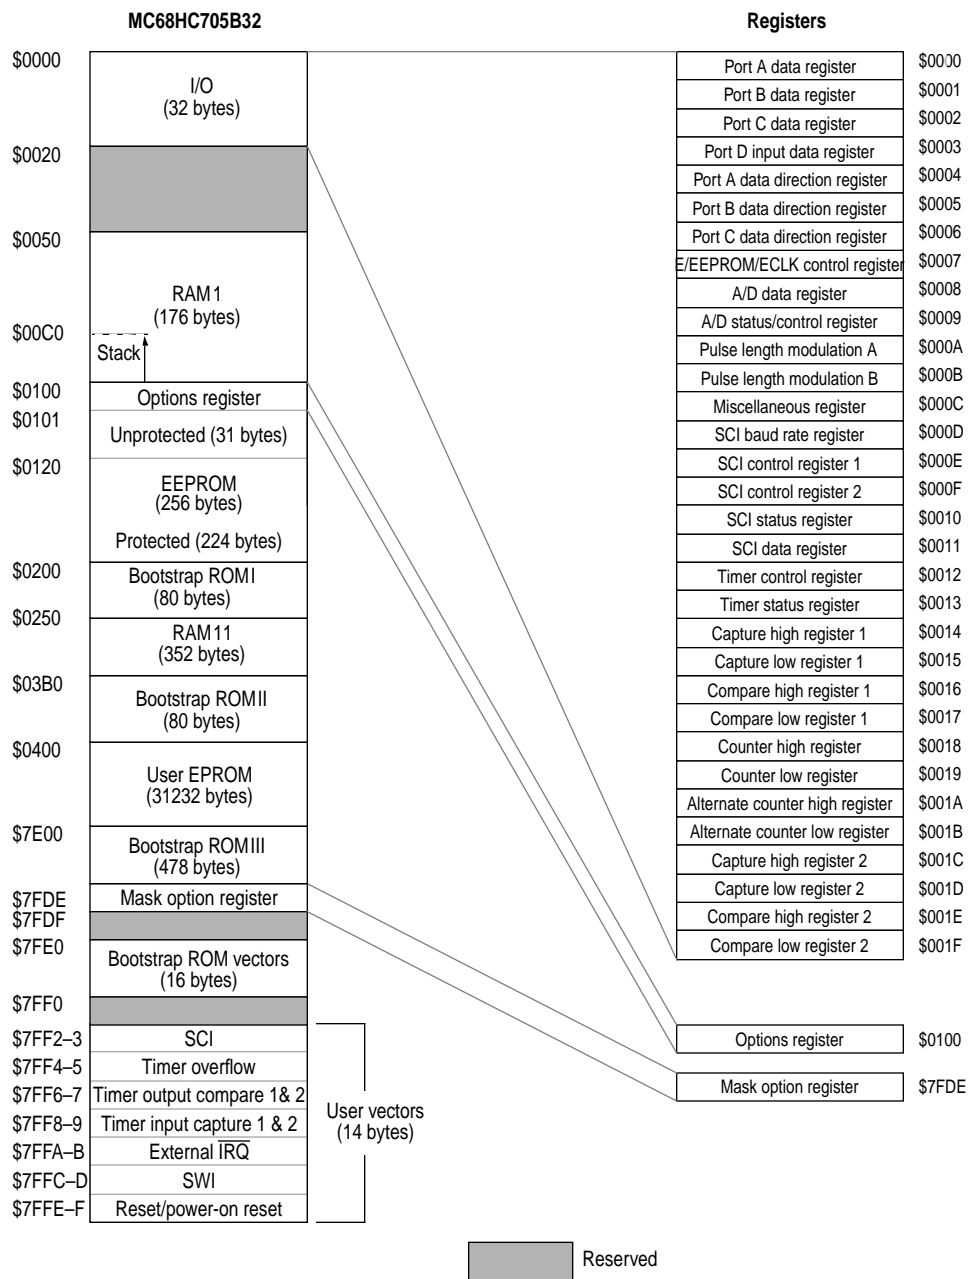 MC68HC705B32
$0000
I/O
(32 bytes)
$0020
$0050
RAM1
(176 bytes)
$00C0
Stack
$0100
Options register
$0101
Unprotected (31 bytes)
$0120
EEPROM
(256 bytes)
Protected (224 bytes)
$0200
Bootstrap ROMI
(80 bytes)
$0250
RAM11
(352 bytes)
$03B0
Bootstrap ROMII
(80 bytes)
$0400
User EPROM
(31232 bytes)
$7E00
Bootstrap ROMIII
(478 bytes)
$7FDE
Mask option register
$7FDF
$7FE0
Bootstrap ROM vectors
(16 bytes)
$7FF0
$7FF2–3 SCI
$7FF4–5 Timer overflow
$7FF6–7 Timer output compare 1& 2
$7FF8–9 Timer input capture 1 & 2
$7FFA–B External IRQ
$7FFC–D SWI
$7FFE–F Reset/power-on reset
User vectors
(14 bytes)
Registers
Port A data register $0000
Port B data register $0001
Port C data register $0002
Port D input data register $0003
Port A data direction register $0004
Port B data direction register $0005
Port C data direction register $0006
E/EEPROM/ECLK control register $0007
A/D data register $0008
A/D status/control register $0009
Pulse length modulation A $000A
Pulse length modulation B $000B
Miscellaneous register $000C
SCI baud rate register $000D
SCI control register 1 $000E
SCI control register 2 $000F
SCI status register $0010
SCI data register $0011
Timer control register $0012
Timer status register $0013
Capture high register 1 $0014
Capture low register 1 $0015
Compare high register 1 $0016
Compare low register 1 $0017
Counter high register $0018
Counter low register $0019
Alternate counter high register $001A
Alternate counter low register $001B
Capture high register 2 $001C
Capture low register 2 $001D
Compare high register 2 $001E
Compare low register 2 $001F
Options register $0100
Mask option register $7FDE
Reserved